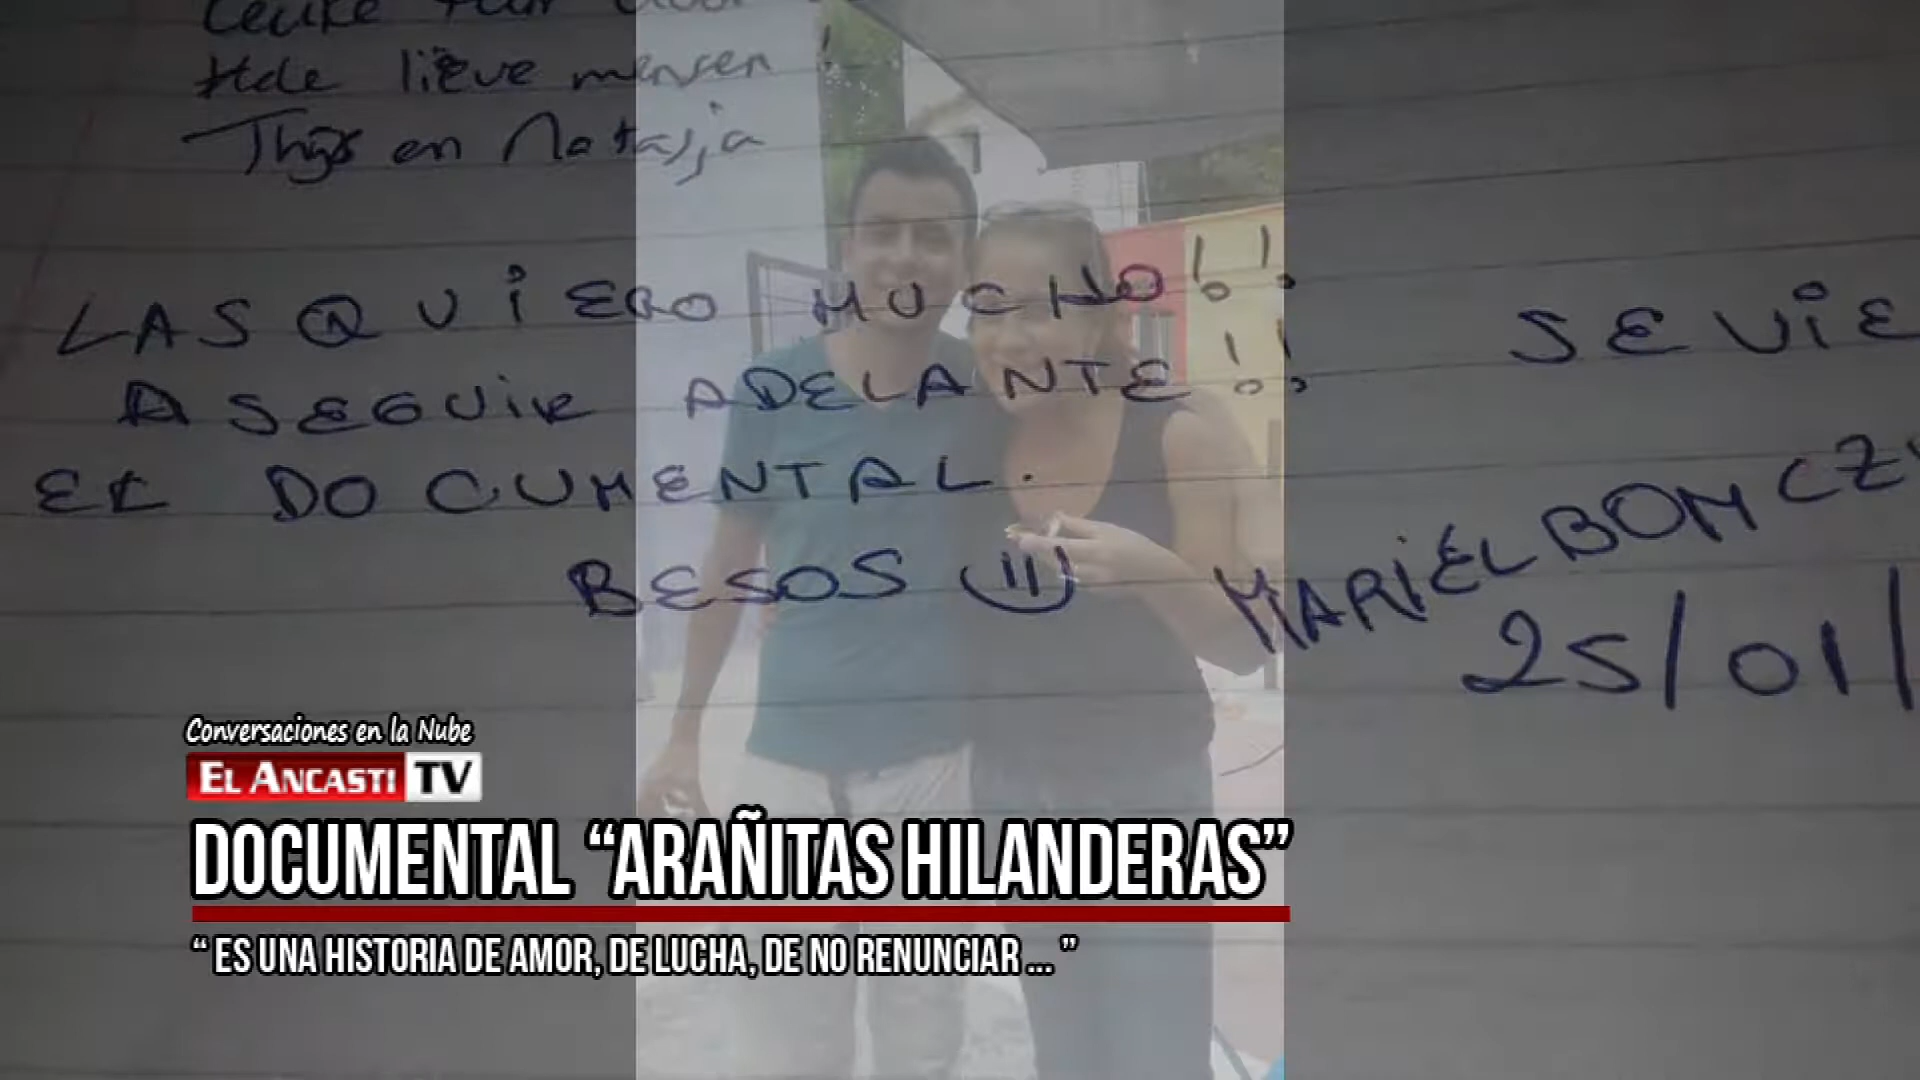 Leuke
Hele lieve mensen!
Thijs en Natasja
LAS QUIERO MUCHO!! SE VIE
A SEGUIR ADELANTE!!
EL DOCUMENTAL.
BESOS
MARIEL BOMCZ
25/01/
Conversaciones en la Nube
EL ANCASTI TV
DOCUMENTAL “ARAÑITAS HILANDERAS”
“ ES UNA HISTORIA DE AMOR, DE LUCHA, DE NO RENUNCIAR ... ”